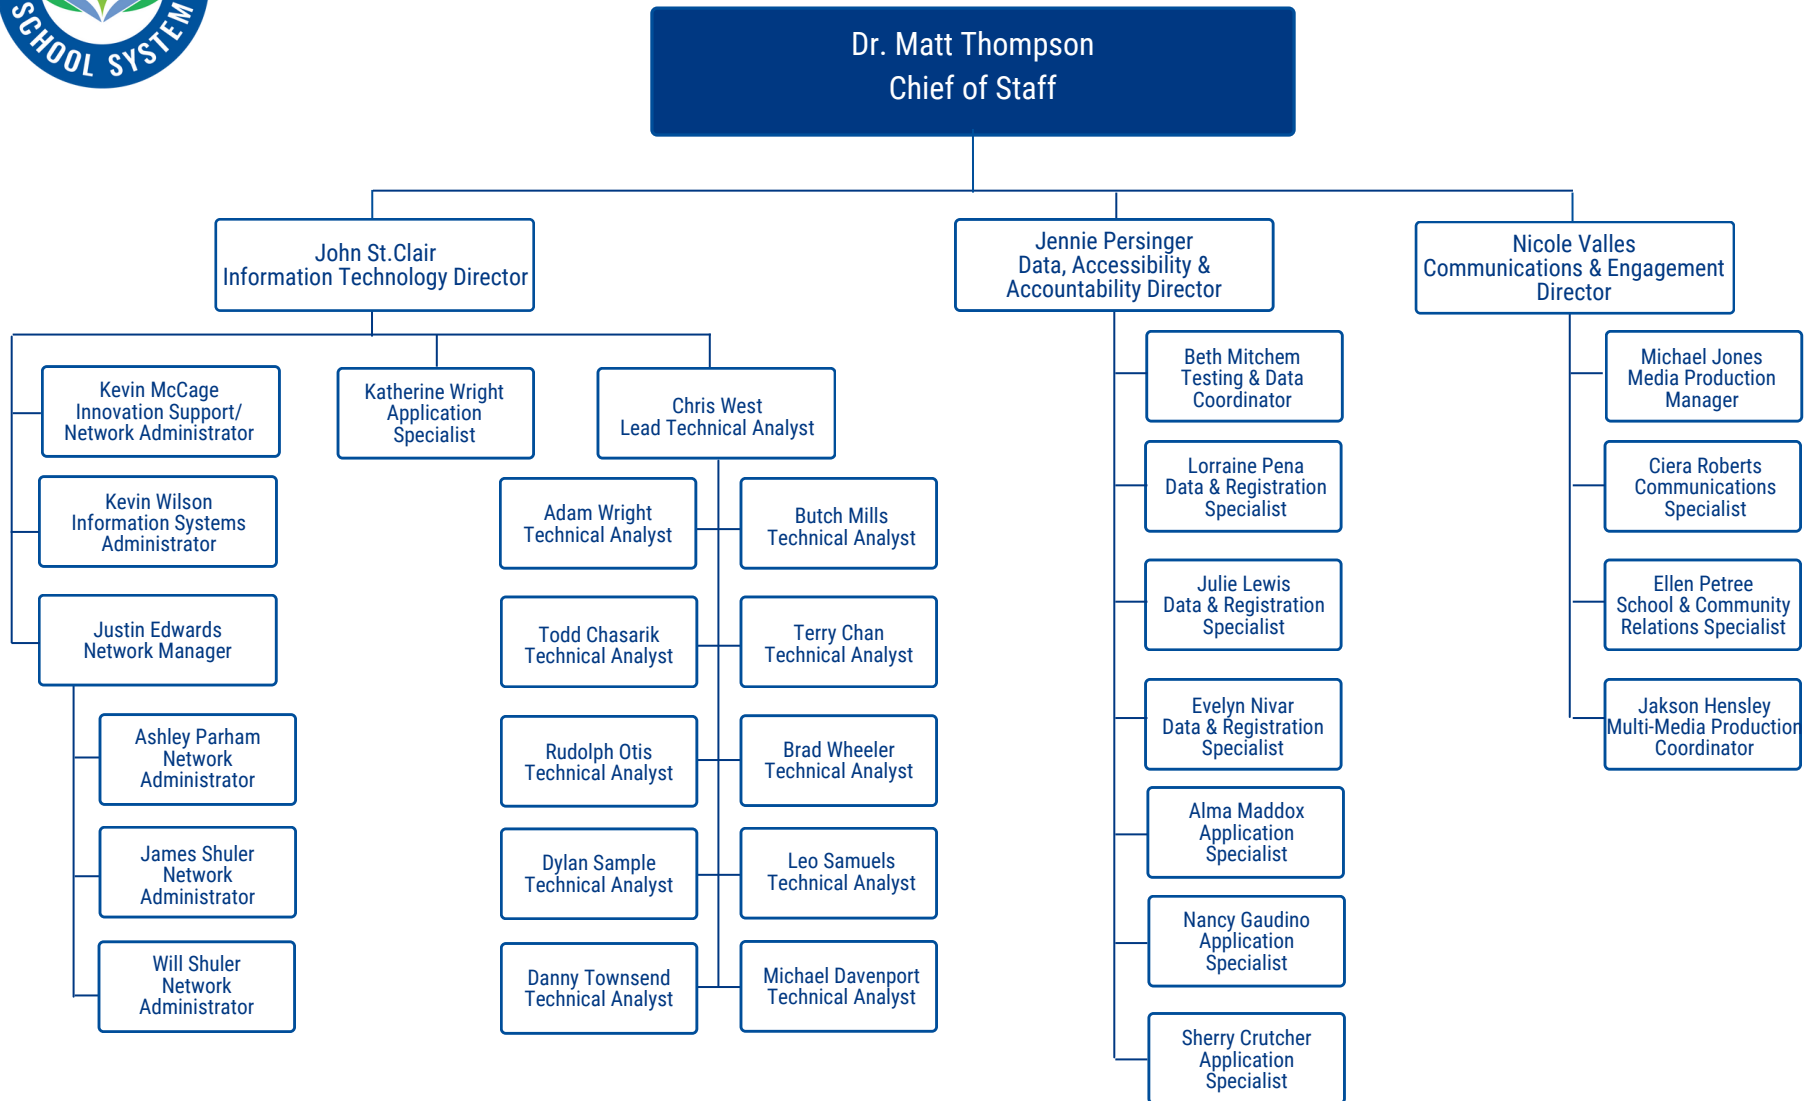 SCHOOL SYSTEM
Dr. Matt Thompson
Chief of Staff
John St.Clair
Information Technology Director
Jennie Persinger
Data, Accessibility &
Accountability Director
Nicole Valles
Communications & Engagement
Director
Kevin McCage
Innovation Support/
Network Administrator
Kevin Wilson
Information Systems
Administrator
Justin Edwards
Network Manager
Ashley Parham
Network
Administrator
James Shuler
Network
Administrator
Will Shuler
Network
Administrator
Katherine Wright
Application
Specialist
Chris West
Lead Technical Analyst
Adam Wright
Technical Analyst
Butch Mills
Technical Analyst
Todd Chasarik
Technical Analyst
Terry Chan
Technical Analyst
Rudolph Otis
Technical Analyst
Brad Wheeler
Technical Analyst
Dylan Sample
Technical Analyst
Leo Samuels
Technical Analyst
Danny Townsend
Technical Analyst
Michael Davenport
Technical Analyst
Beth Mitchem
Testing & Data
Coordinator
Lorraine Pena
Data & Registration
Specialist
Julie Lewis
Data & Registration
Specialist
Evelyn Nivar
Data & Registration
Specialist
Alma Maddox
Application
Specialist
Nancy Gaudino
Application
Specialist
Sherry Crutcher
Application
Specialist
Michael Jones
Media Production
Manager
Ciera Roberts
Communications
Specialist
Ellen Petree
School & Community
Relations Specialist
Jakson Hensley
Multi-Media Production
Coordinator